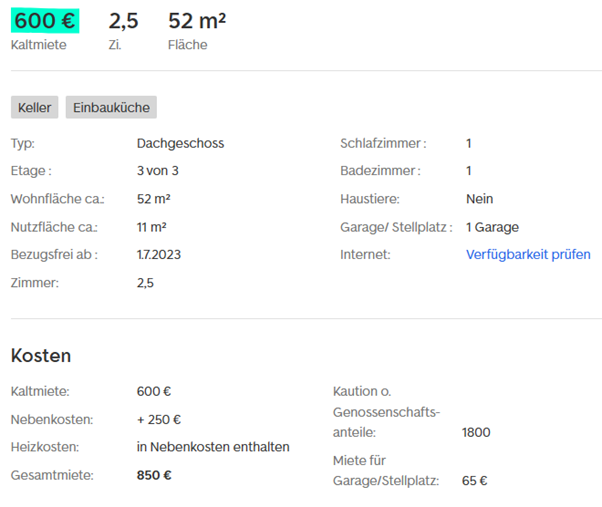 600 € 2,5 52 m²
Kaltmiete Zi. Fläche
Keller Einbauküche
Typ: Dachgeschoss
Etage : 3 von 3
Wohnfläche ca.: 52 m²
Nutzfläche ca.: 11 m²
Bezugsfrei ab : 1.7.2023
Zimmer: 2,5
Schlafzimmer : 1
Badezimmer : 1
Haustiere: Nein
Garage/ Stellplatz : 1 Garage
Internet: Verfügbarkeit prüfen
Kosten
Kaltmiete: 600 €
Nebenkosten: + 250 €
Heizkosten: in Nebenkosten enthalten
Gesamtmiete: 850 €
Kaution o.
Genossenschafts-
anteile: 1800
Miete für
Garage/Stellplatz: 65 €